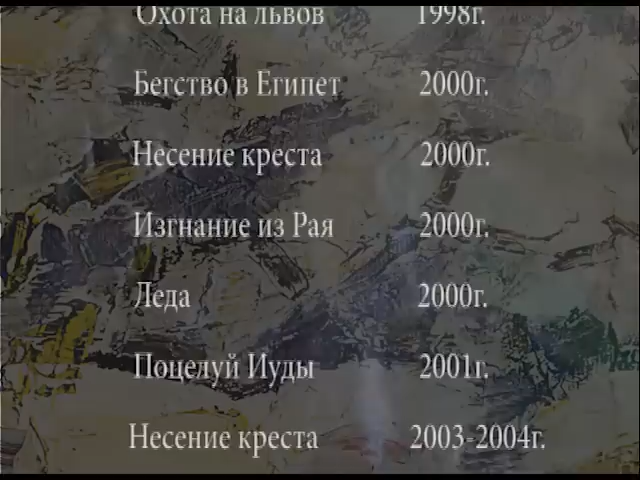 Охота на львов 1998г.
Бегство в Египет 2000г.
Несение креста 2000г.
Изгнание из Рая 2000г.
Леда 2000г.
Поцелуй Иуды 2001г.
Несение креста 2003-2004г.